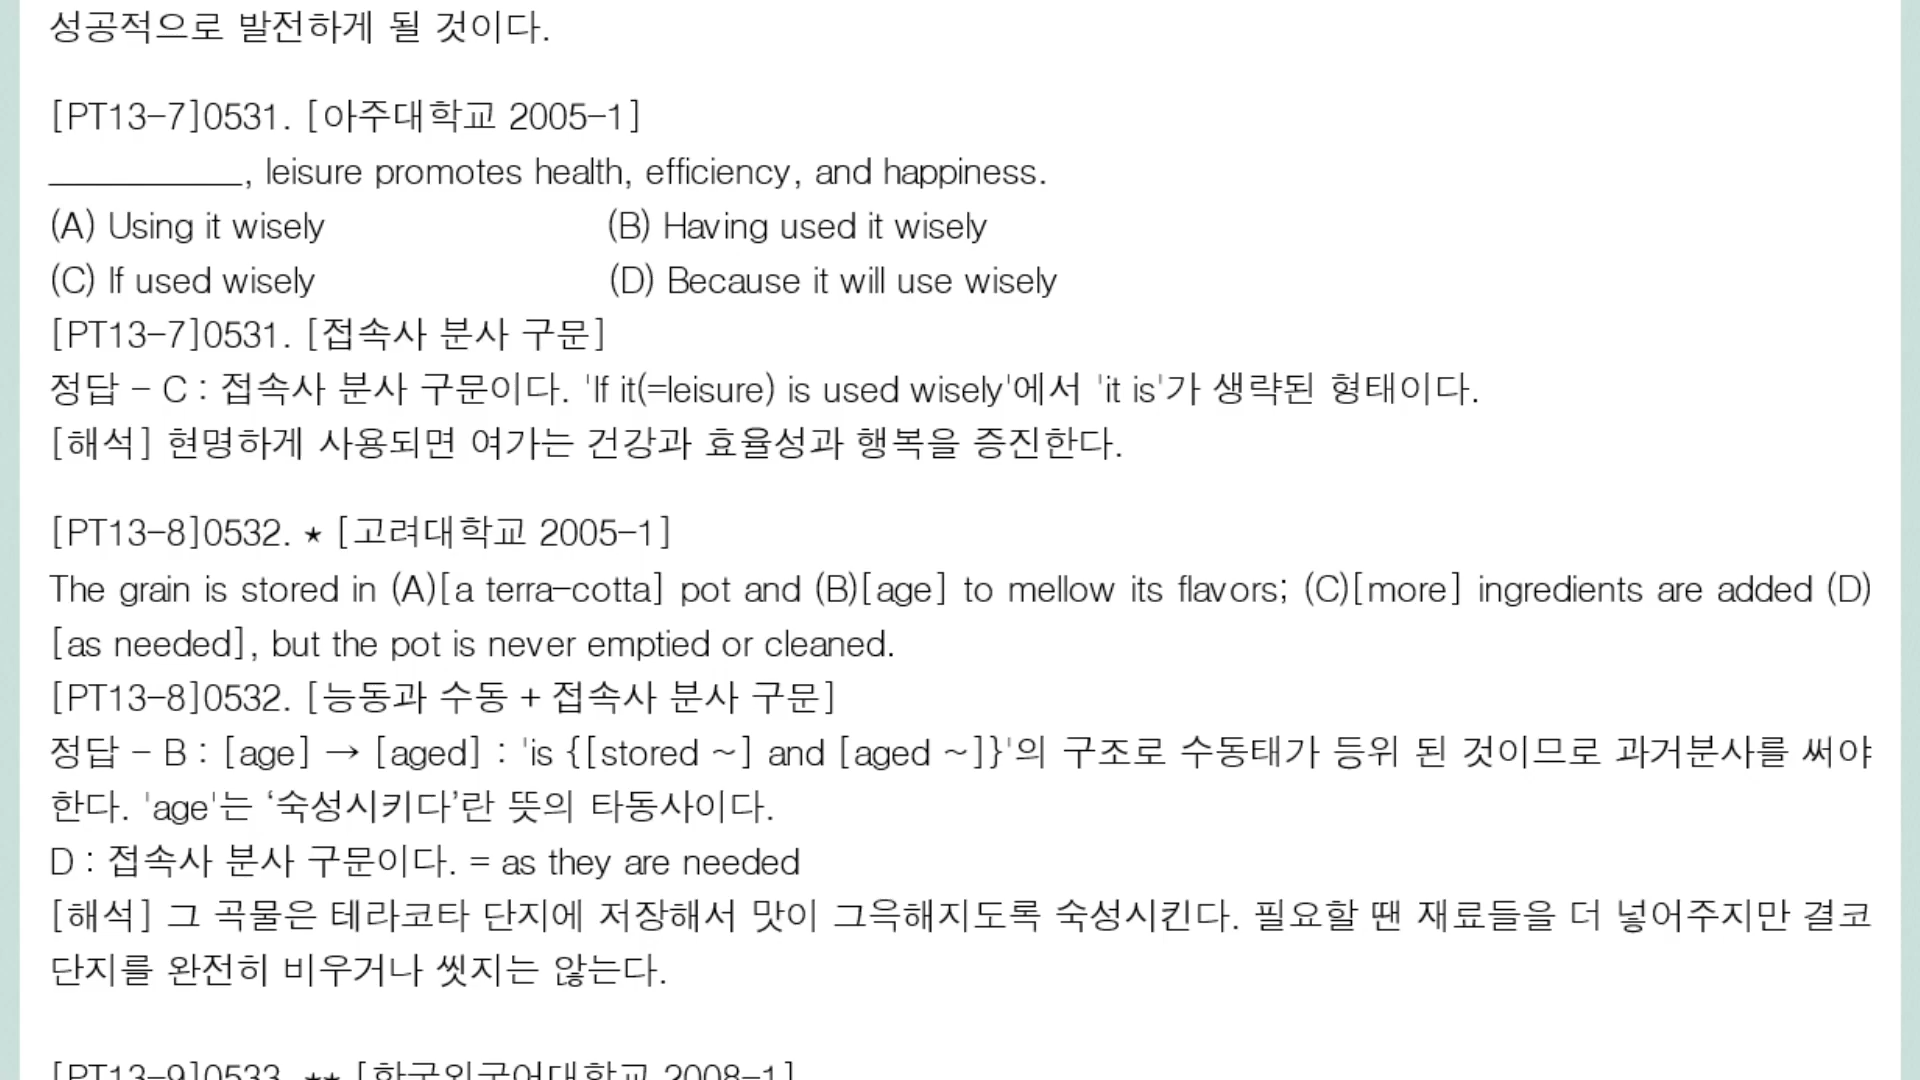 성공적으로 발전하게 될 것이다.
[PT13-7]0531. [아주대학교 2005-1]
__________, leisure promotes health, efficiency, and happiness.
(A) Using it wisely (B) Having used it wisely
(C) If used wisely (D) Because it will use wisely
[PT13-7]0531. [접속사 분사 구문]
정답 - C : 접속사 분사 구문이다. 'If it(=leisure) is used wisely'에서 'it is'가 생략된 형태이다.
[해석] 현명하게 사용되면 여가는 건강과 효율성과 행복을 증진한다.
[PT13-8]0532. ⋆ [고려대학교 2005-1]
The grain is stored in (A)[a terra-cotta] pot and (B)[age] to mellow its flavors; (C)[more] ingredients are added (D)
[as needed], but the pot is never emptied or cleaned.
[PT13-8]0532. [능동과 수동 + 접속사 분사 구문]
정답 - B : [age] → [aged] : 'is {[stored ~] and [aged ~]}'의 구조로 수동태가 등위 된 것이므로 과거분사를 써야
한다. 'age'는 ‘숙성시키다’란 뜻의 타동사이다.
D : 접속사 분사 구문이다. = as they are needed
[해석] 그 곡물은 테라코타 단지에 저장해서 맛이 그윽해지도록 숙성시킨다. 필요할 땐 재료들을 더 넣어주지만 결코
단지를 완전히 비우거나 씻지는 않는다.
[PT13-9]0533. ⋆⋆ [한국외국어대학교 2008-1]